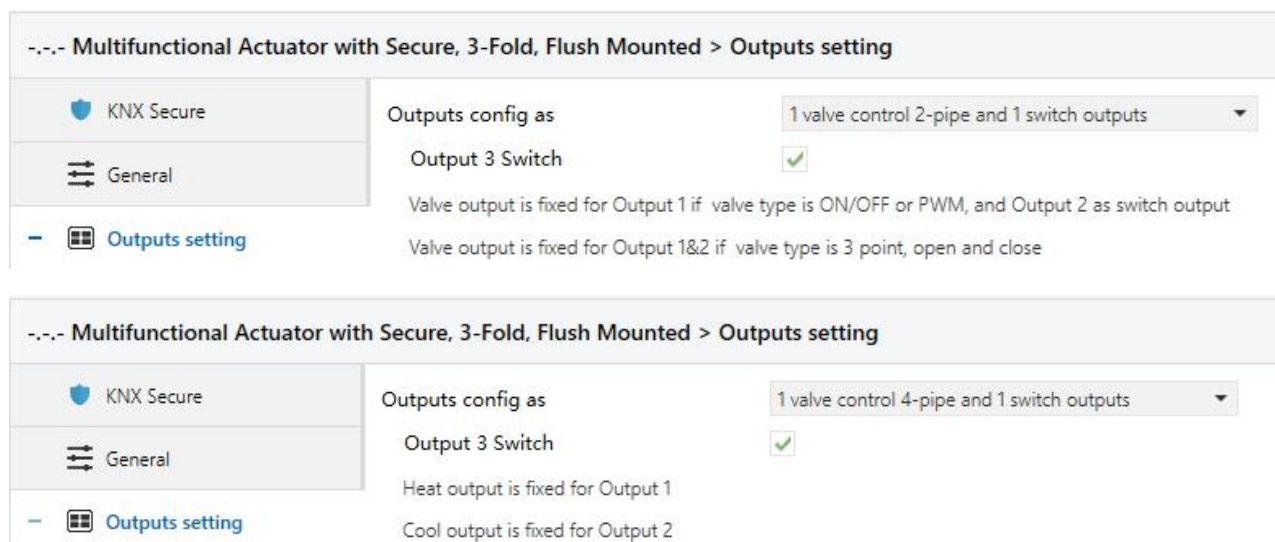 -.-.- Multifunctional Actuator with Secure, 3-Fold, Flush Mounted > Outputs setting
KNX Secure
General
Outputs setting
Outputs config as
1 valve control 2-pipe and 1 switch outputs
Output 3 Switch
Valve output is fixed for Output 1 if valve type is ON/OFF or PWM, and Output 2 as switch output
Valve output is fixed for Output 1&2 if valve type is 3 point, open and close
-.-.- Multifunctional Actuator with Secure, 3-Fold, Flush Mounted > Outputs setting
KNX Secure
General
Outputs setting
Outputs config as
1 valve control 4-pipe and 1 switch outputs
Output 3 Switch
Heat output is fixed for Output 1
Cool output is fixed for Output 2